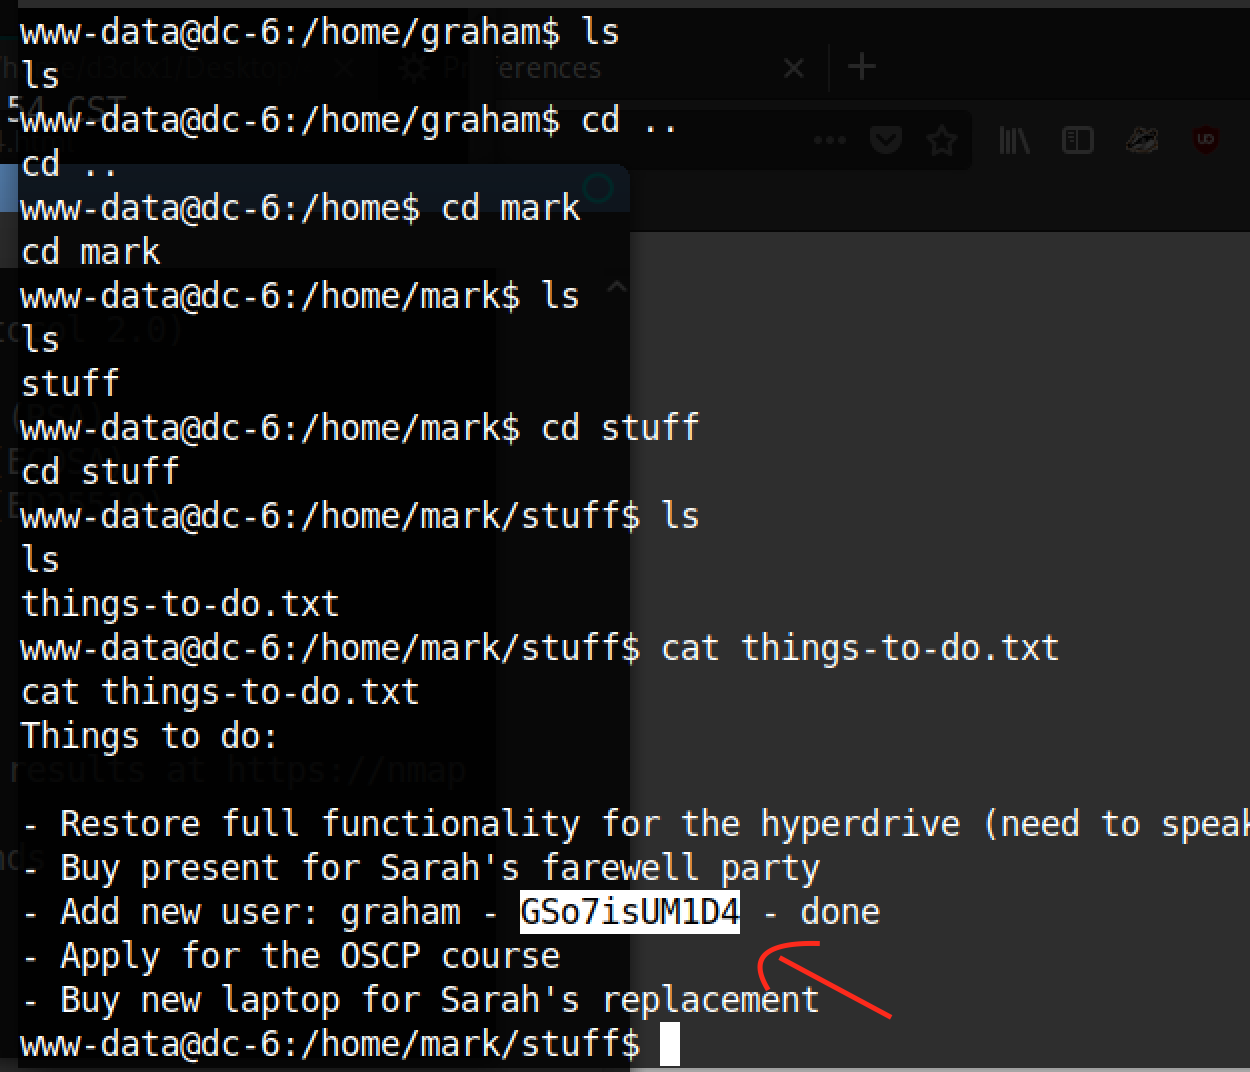 www-data@dc-6:/home/graham$ ls
ls
erences
www-data@dc-6:/home/graham$ cd ..
cd ..
www-data@dc-6:/home$ cd mark
cd mark
www-data@dc-6:/home/mark$ ls
ls
stuff
www-data@dc-6:/home/mark$ cd stuff
cd stuff
www-data@dc-6:/home/mark/stuff$ ls
ls
things-to-do.txt
www-data@dc-6:/home/mark/stuff$ cat things-to-do.txt
cat things-to-do.txt
Things to do:
results at https://nmap
- Restore full functionality for the hyperdrive (need to speak
- Buy present for Sarah's farewell party
- Add new user: graham - GSo7isUM1D4 - done
- Apply for the OSCP course
- Buy new laptop for Sarah's replacement
www-data@dc-6:/home/mark/stuff$